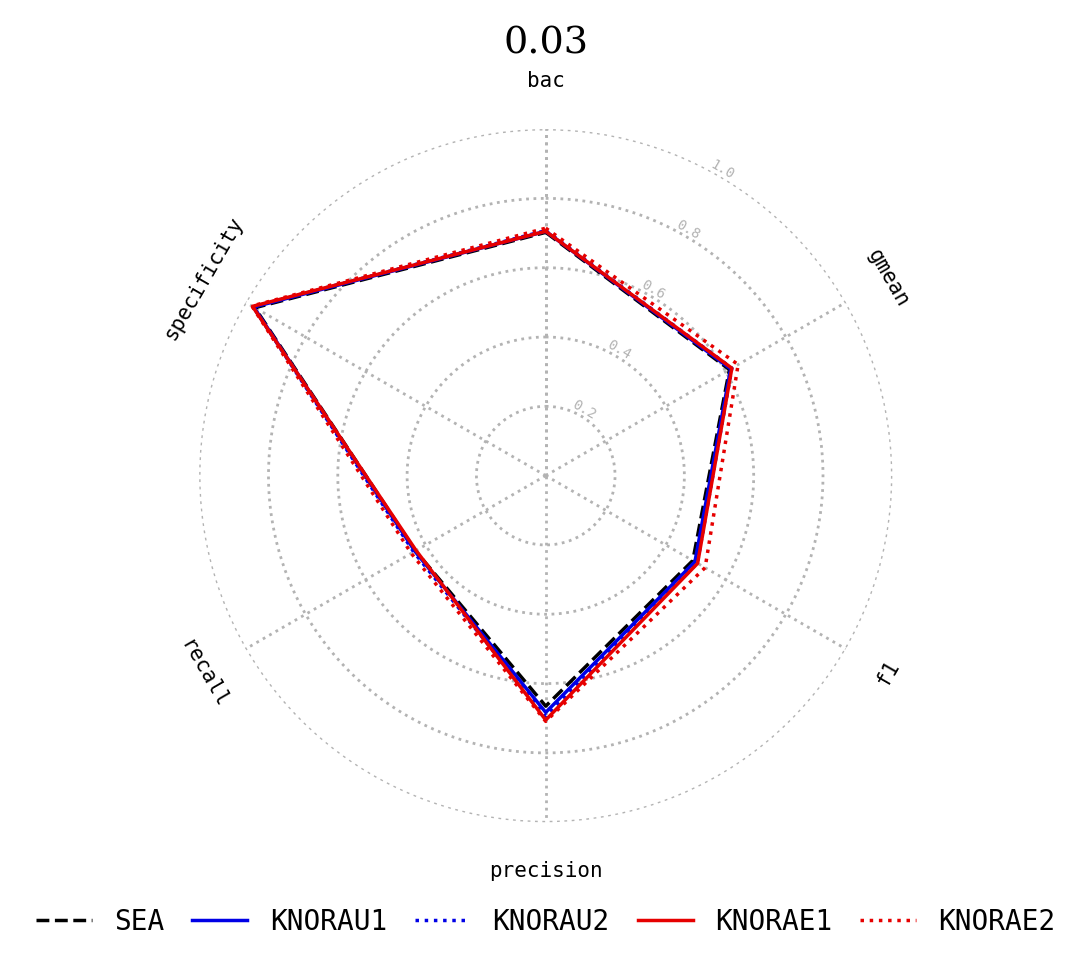 0.03
bac
1.0
0.8
0.6
0.4
0.2
gmean
specificity
recall
f1
precision
SEA KNORAU1 KNORAU2 KNORAE1 KNORAE2